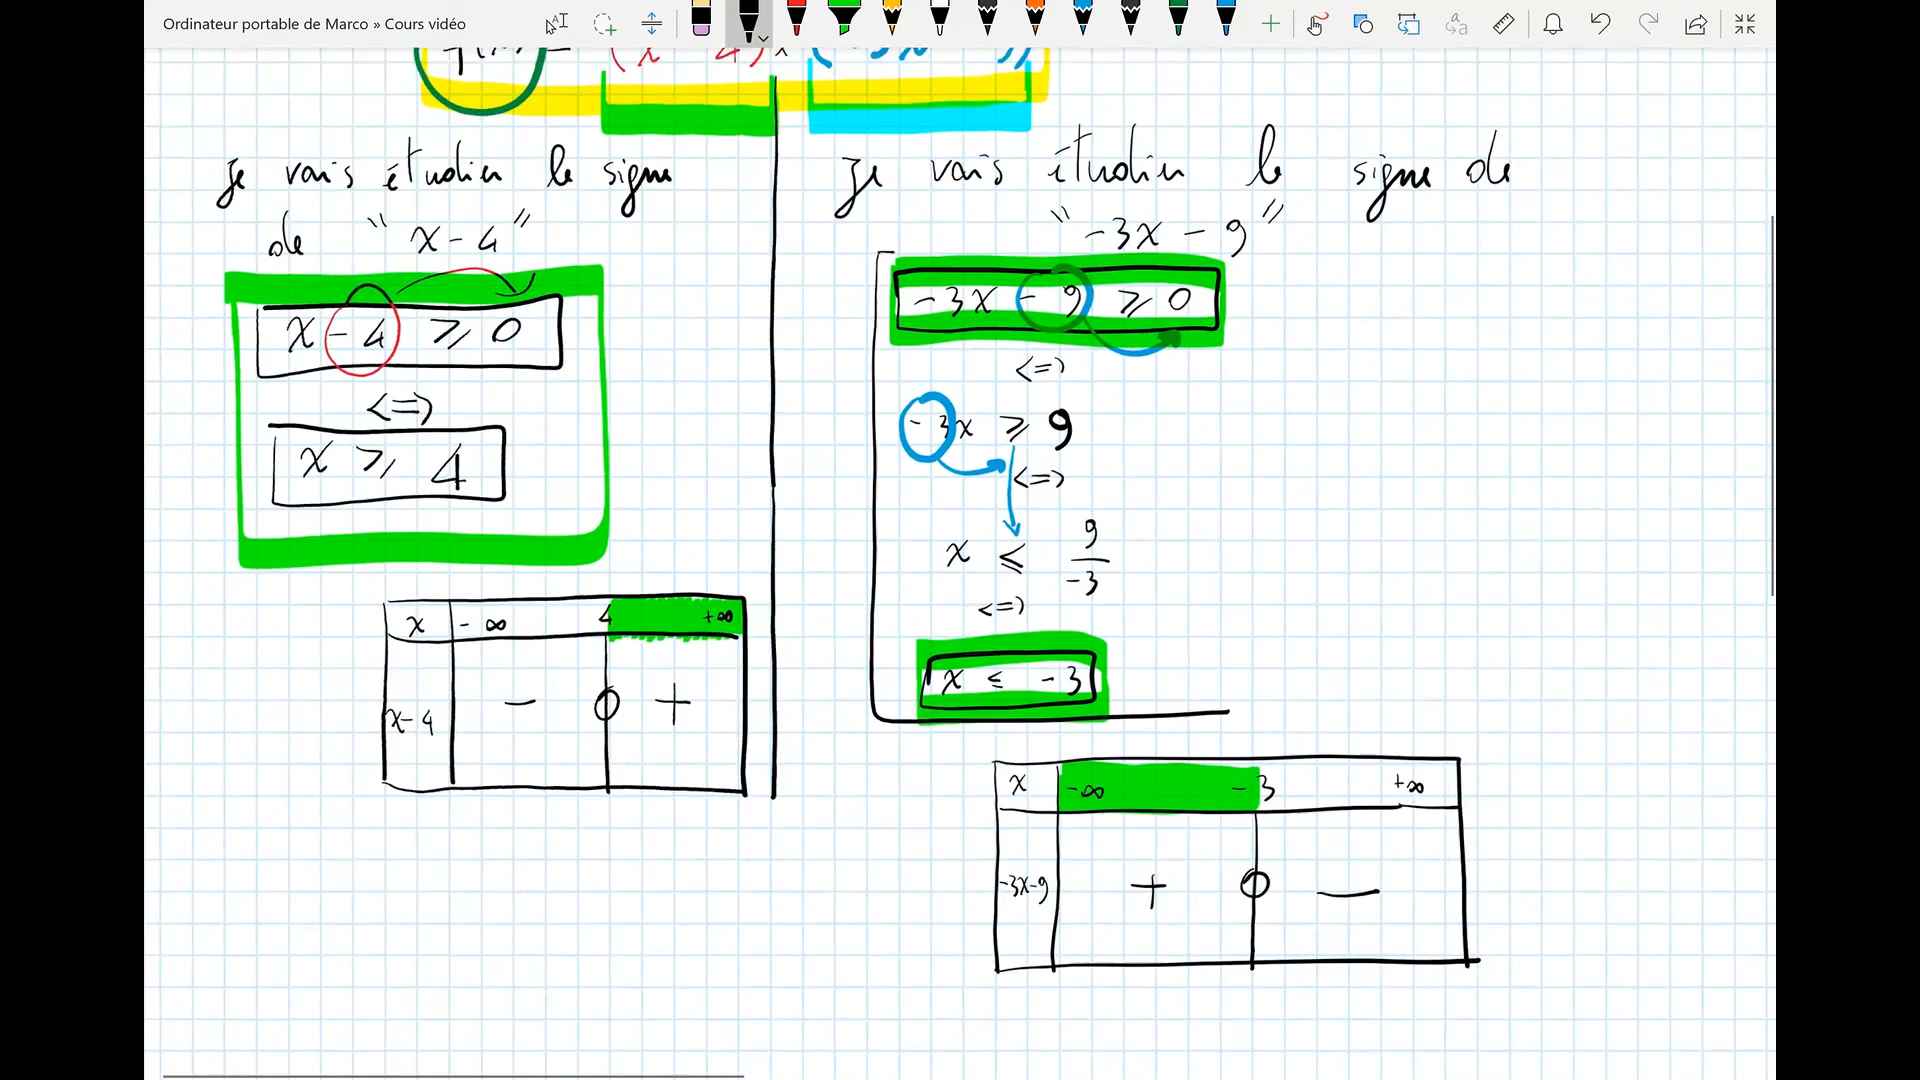 Ordinateur portable de Marco » Cours vidéo
je vais étudier le signe
de " x - 4 "
x - 4 ⩾ 0
<=>
x ⩾ 4
x - ∞ 4 +∞
x - 4 - 0 +
je vais étudier le signe de
" -3x - 9 "
-3x - 9 ⩾ 0
<=>
-3x ⩾ 9
<=>
x ⩽ 9/-3
<=>
x ≤ -3
x -∞ -3 +∞
-3x-9 + 0 -